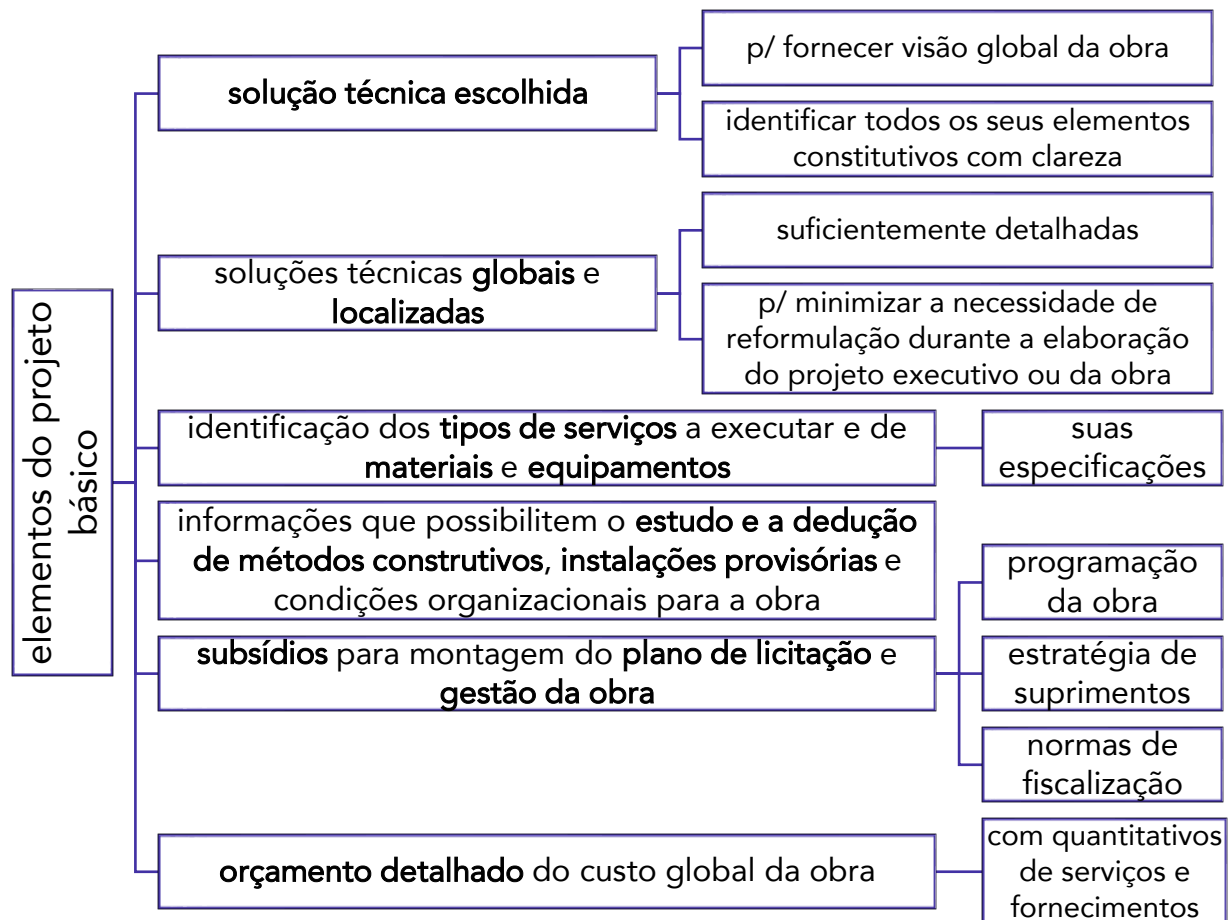 elementos do projeto
básico
solução técnica escolhida
p/ fornecer visão global da obra
identificar todos os seus elementos
constitutivos com clareza
soluções técnicas globais e
localizadas
suficientemente detalhadas
p/ minimizar a necessidade de
reformulação durante a elaboração
do projeto executivo ou da obra
identificação dos tipos de serviços a executar e de
materiais e equipamentos
suas
especificações
informações que possibilitem o estudo e a dedução
de métodos construtivos, instalações provisórias e
condições organizacionais para a obra
subsídios para montagem do plano de licitação e
gestão da obra
programação
da obra
estratégia de
suprimentos
normas de
fiscalização
orçamento detalhado do custo global da obra
com quantitativos
de serviços e
fornecimentos